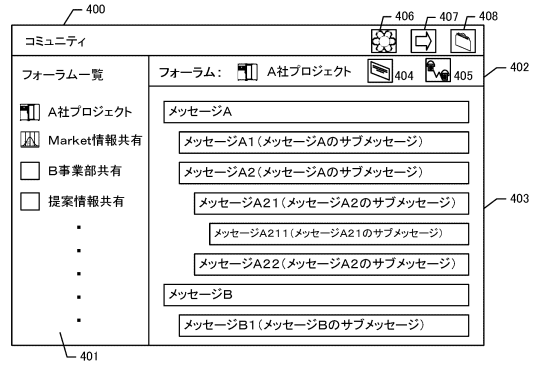 400
406 407 408
コミュニティ
フォーラム一覧
フォーラム： A社プロジェクト 404 405
402
A社プロジェクト
Market情報共有
B事業部共有
提案情報共有
メッセージA
メッセージA1（メッセージAのサブメッセージ）
メッセージA2（メッセージAのサブメッセージ）
メッセージA21（メッセージA2のサブメッセージ）
403
メッセージA211（メッセージA21のサブメッセージ）
メッセージA22（メッセージA2のサブメッセージ）
メッセージB
メッセージB1（メッセージBのサブメッセージ）
401